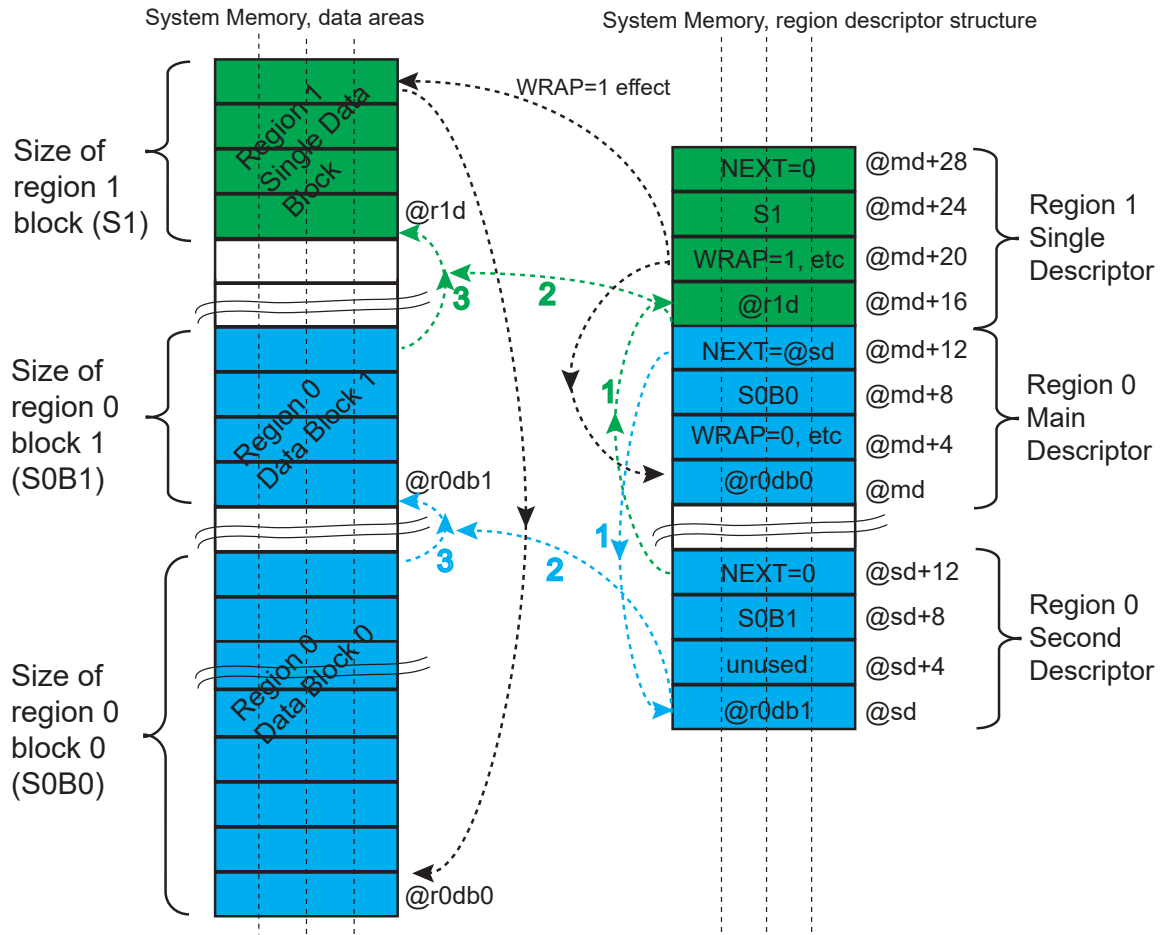 System Memory, data areas
System Memory, region descriptor structure
WRAP=1 effect
Size of
region 1
block (S1)
Region 1
Single Data
Block
@r1d
3
2
Size of
region 0
block 1
(S0B1)
Region 0
Data Block 1
@r0db1
3
2
Size of
region 0
block 0
(S0B0)
Region 0
Data Block 0
@r0db0
1
1
NEXT=0
@md+28
S1
@md+24
WRAP=1, etc
@md+20
@r1d
@md+16
Region 1
Single
Descriptor
NEXT=@sd
@md+12
S0B0
@md+8
WRAP=0, etc
@md+4
@r0db0
@md
Region 0
Main
Descriptor
NEXT=0
@sd+12
S0B1
@sd+8
unused
@sd+4
@r0db1
@sd
Region 0
Second
Descriptor